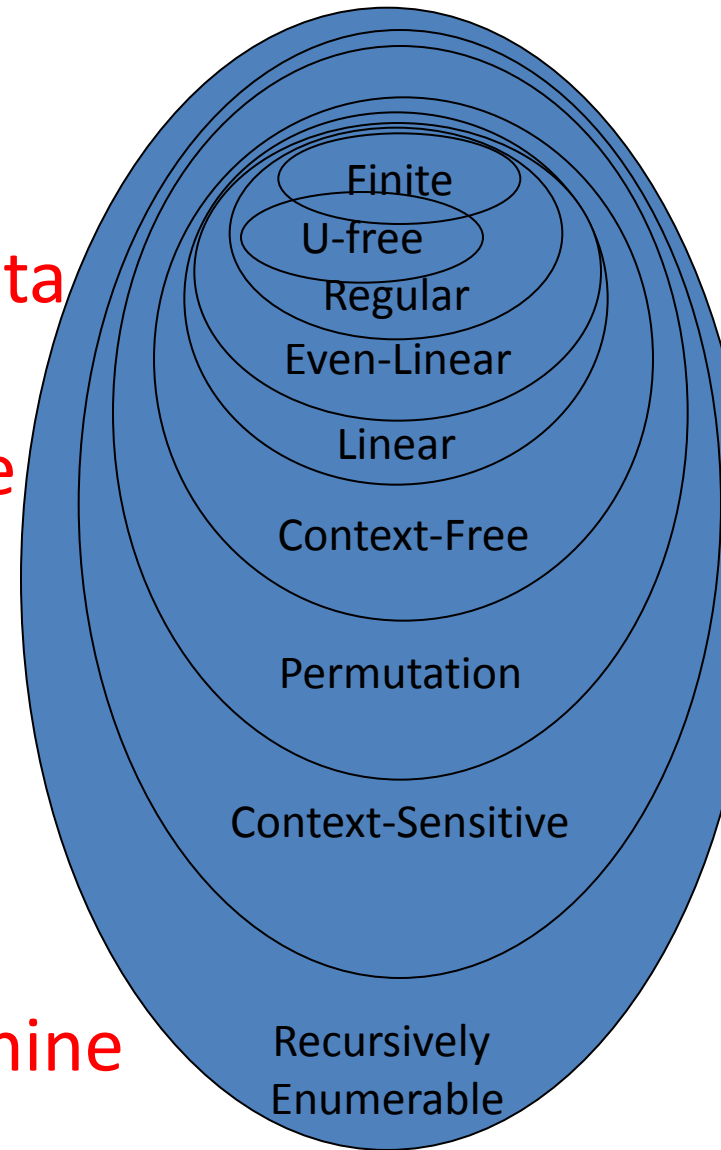 Finite
U-free
ta
Regular
Even-Linear
Linear
e
Context-Free
Permutation
Context-Sensitive
nine
Recursively
Enumerable